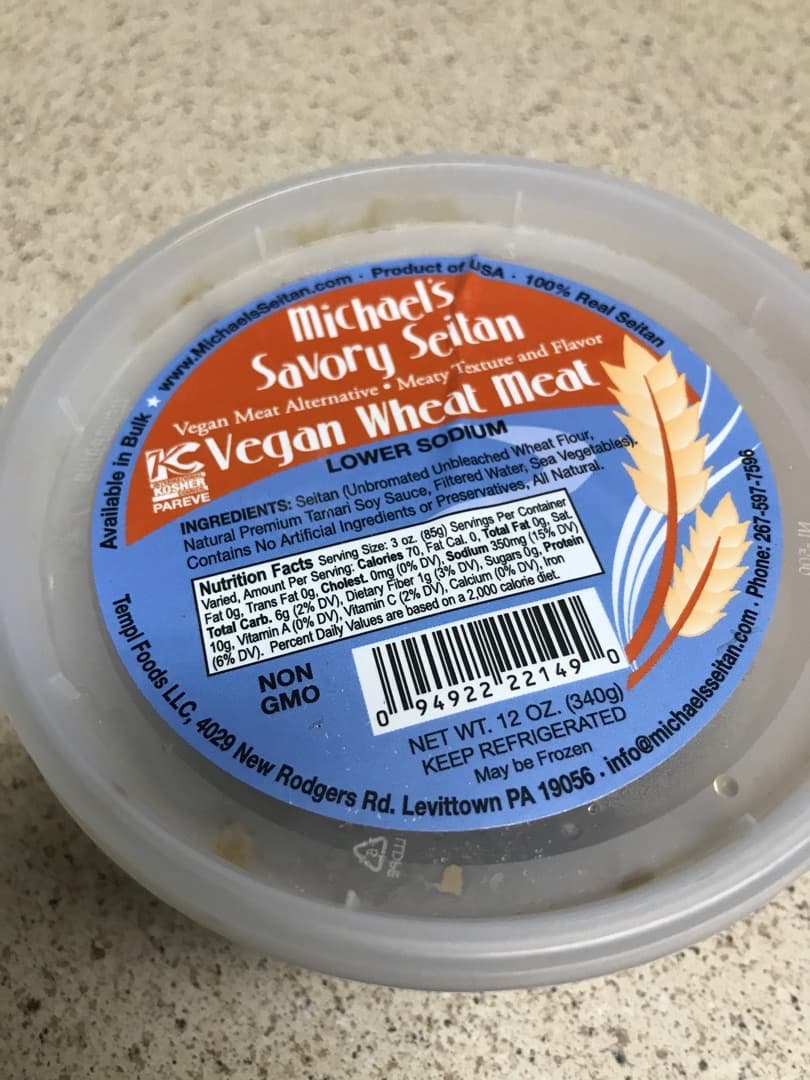 Available in Bulk ★ www.MichaelsSeitan.com · Product of USA · 100% Real Seitan
Michael's
Savory Seitan
Vegan Meat Alternative • Meaty Texture and Flavor
Vegan Wheat Meat
LOWER SODIUM
K
KOSHER
PAREVE
INGREDIENTS: Seitan (Unbromated Unbleached Wheat Flour,
Natural Premium Tamari Soy Sauce, Filtered Water, Sea Vegetables).
Contains No Artificial Ingredients or Preservatives, All Natural.
Nutrition Facts Serving Size: 3 oz. (85g) Servings Per Container
Varied, Amount Per Serving: Calories 70, Fat Cal. 0, Total Fat 0g, Sat.
Fat 0g, Trans Fat 0g, Cholest. 0mg (0% DV), Sodium 350mg (15% DV)
Total Carb. 6g (2% DV), Dietary Fiber 1g (3% DV), Sugars 0g, Protein
10g, Vitamin A (0% DV), Vitamin C (2% DV), Calcium (0% DV), Iron
(6% DV). Percent Daily Values are based on a 2,000 calorie diet.
NON
GMO
0 94922 22149 0
NET WT. 12 OZ. (340g)
KEEP REFRIGERATED
May be Frozen
Templ Foods LLC, 4029 New Rodgers Rd. Levittown PA 19056 . info@michaelsseitan.com . Phone: 267-597-7596
LLDPE